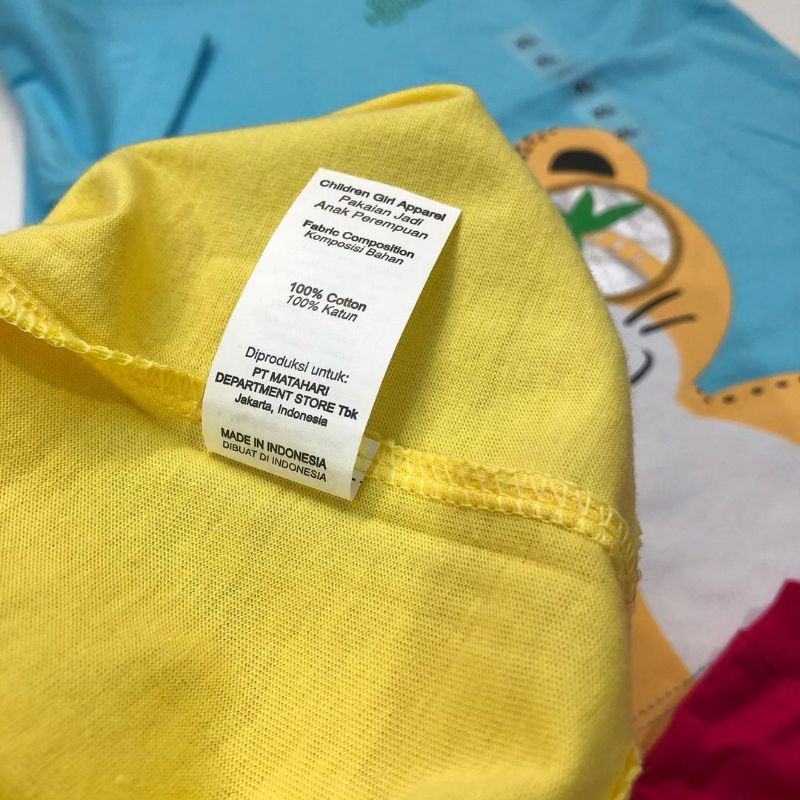 Children Girl Apparel
Pakaian Jadi
Anak Perempuan
Fabric Composition
Komposisi Bahan
100% Cotton
100% Katun
Diproduksi untuk:
PT MATAHARI
DEPARTMENT STORE Tbk
Jakarta, Indonesia
MADE IN INDONESIA
DIBUAT DI INDONESIA